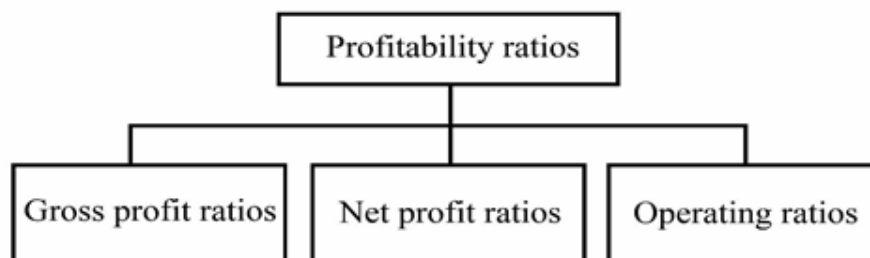 Profitability ratios
Gross profit ratios
Net profit ratios
Operating ratios